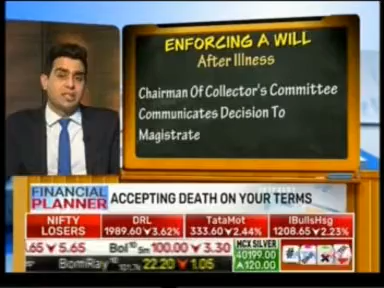 ENFORCING A WILL
After Illness
Chairman Of Collector's Committee
Communicates Decision To
Magistrate
FINANCIAL
PLANNER
ACCEPTING DEATH ON YOUR TERMS
NIFTY
LOSERS
DRL
1989.60 ▼3.62%
TataMot
333.60 ▼2.44%
IBullsHsg
1208.65 ▼2.23%
.65 ▼ 5.65
100.00 ▼ 3.30
22.20 ▼ 1.05
MCX SILVER
40199.00
▲120.00